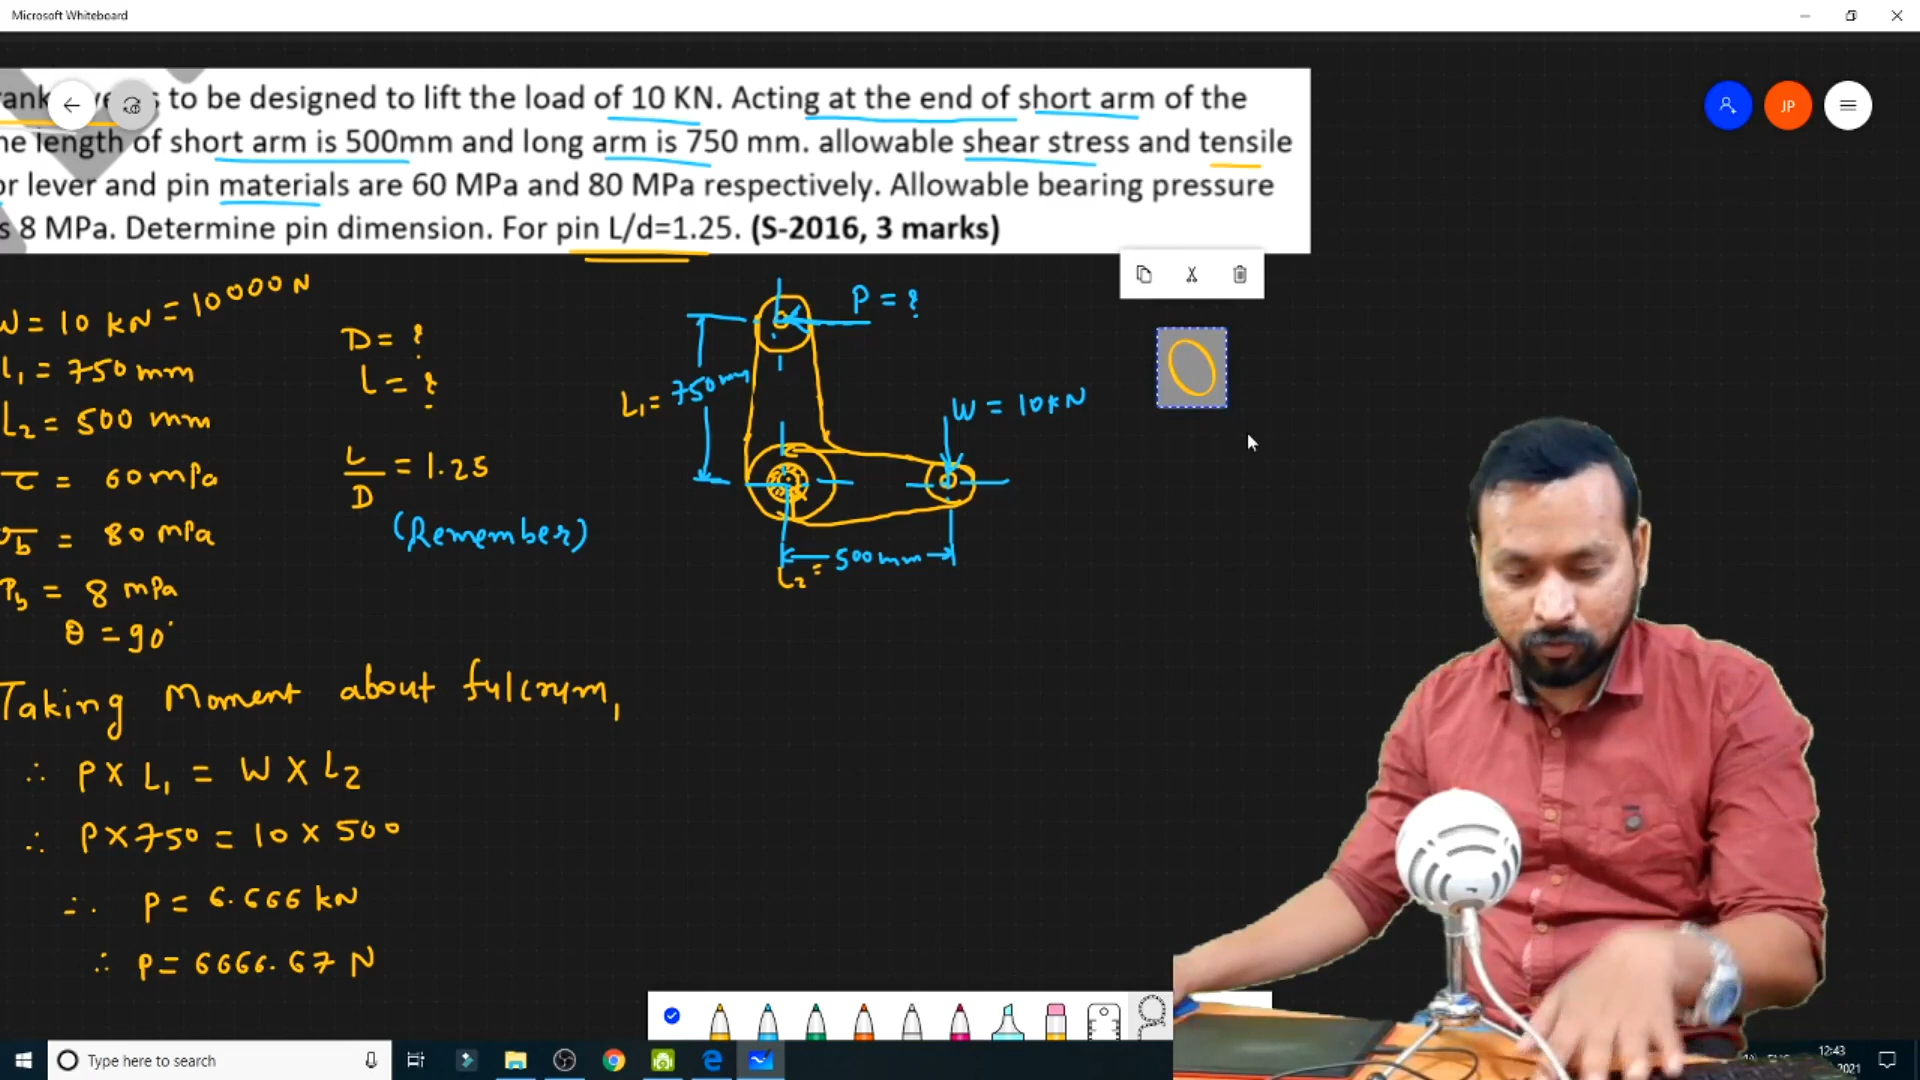 Microsoft Whiteboard
to be designed to lift the load of 10 KN. Acting at the end of short arm of the
length of short arm is 500mm and long arm is 750 mm. allowable shear stress and tensile
lever and pin materials are 60 MPa and 80 MPa respectively. Allowable bearing pressure
8 MPa. Determine pin dimension. For pin L/d=1.25. (S-2016, 3 marks)
JP
W = 10 kN = 10000 N
L1 = 750 mm
L2 = 500 mm
τ = 60 mPa
σb = 80 mPa
Pb = 8 mPa
θ = 90°
D = ?
l = ?
L/D = 1.25
(Remember)
P = ?
L1 = 750 mm
W = 10 kN
L2 = 500 mm
Taking Moment about fulcrum,
∴ P X L1 = W X L2
∴ P X 750 = 10 X 500
∴ P = 6.666 kN
∴ P = 6666.67 N
Type here to search
12:43
2021